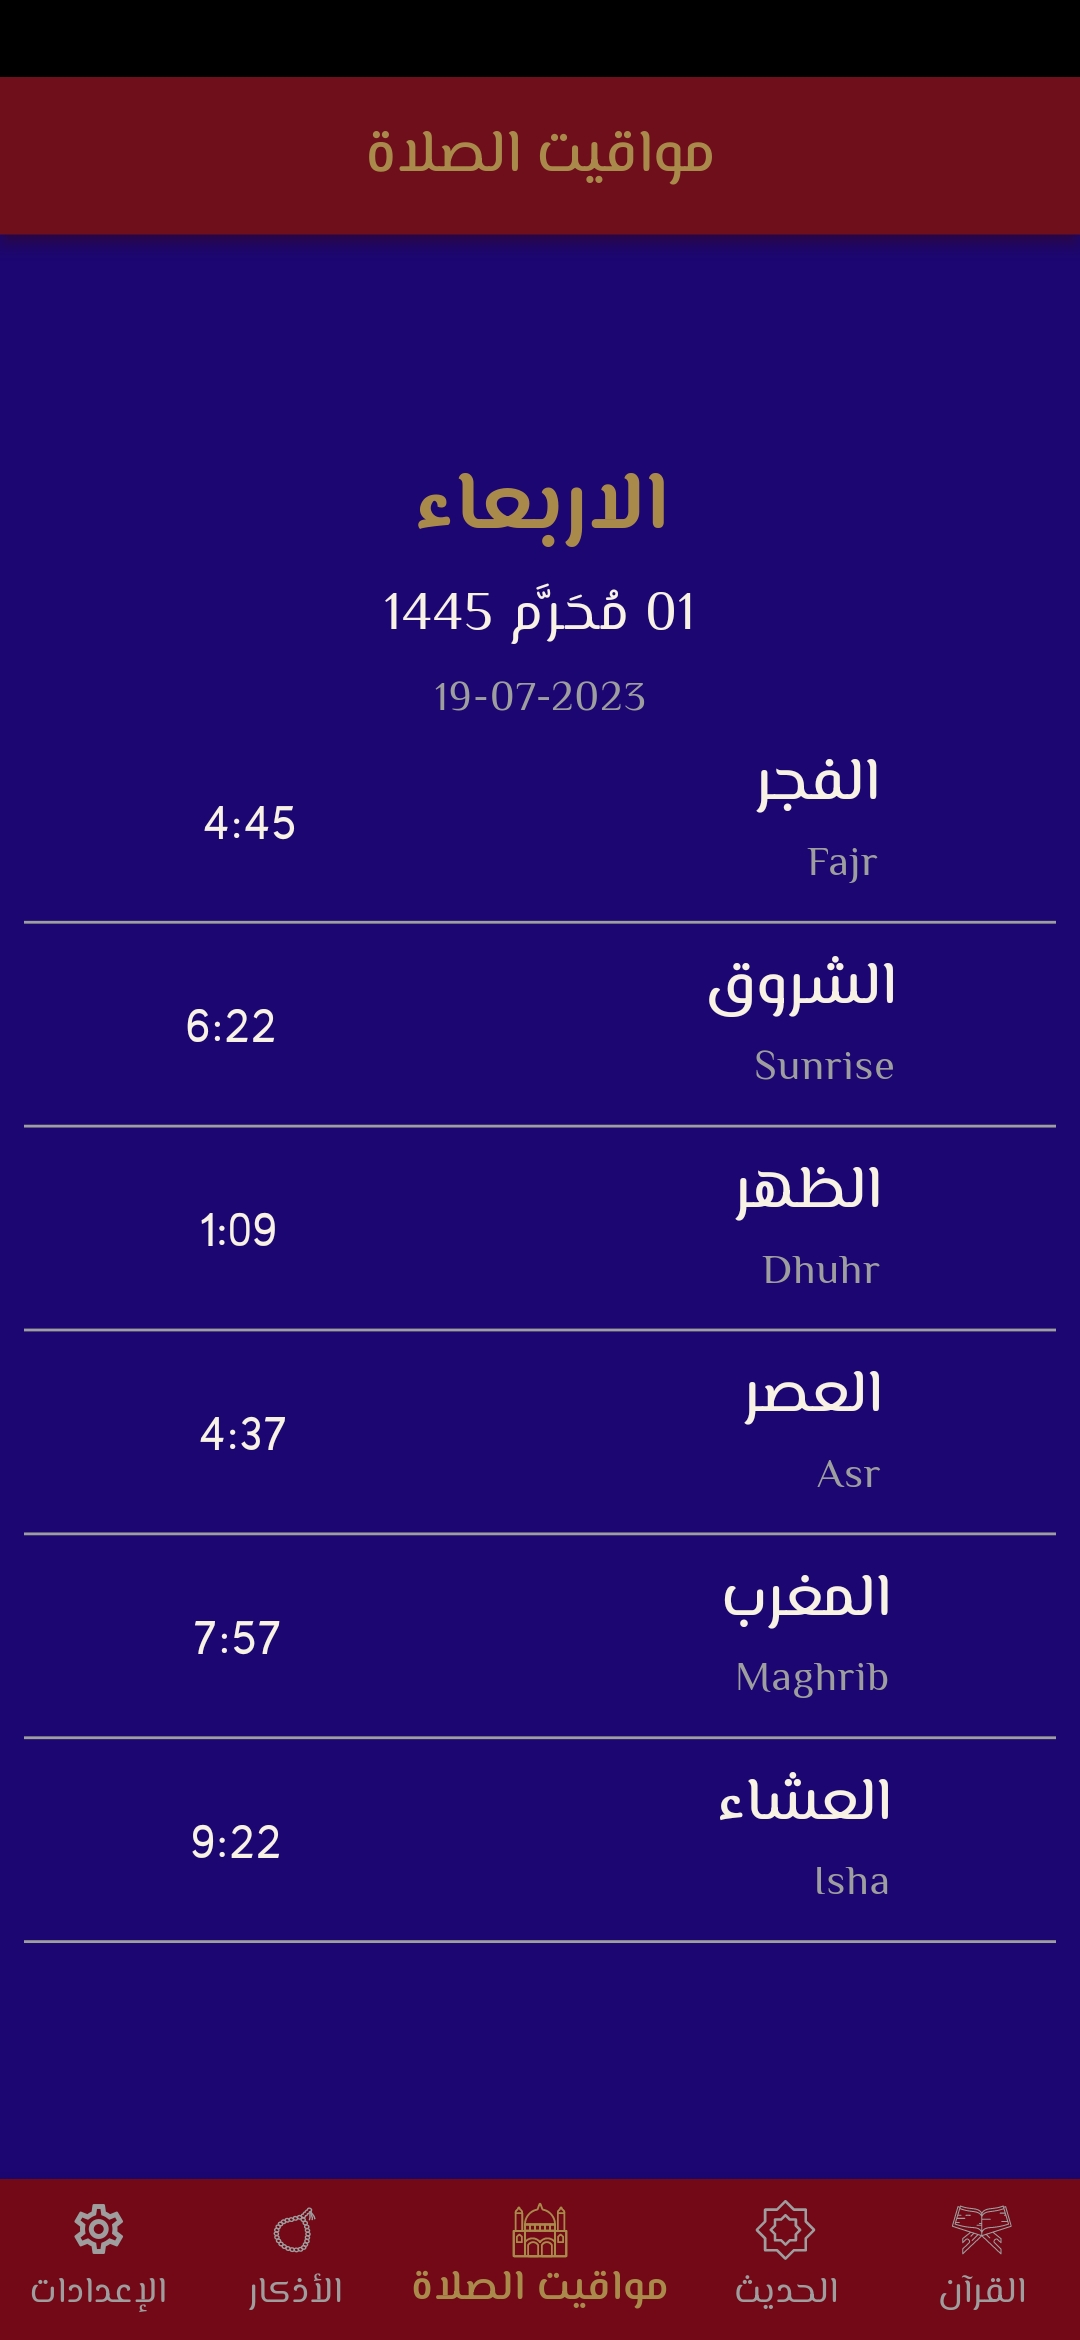 مواقيت الصلاة
الاربعاء
01 مُحَرَّم 1445
19-07-2023
الفجر
Fajr
4:45
الشروق
Sunrise
6:22
الظهر
Dhuhr
1:09
العصر
Asr
4:37
المغرب
Maghrib
7:57
العشاء
Isha
9:22
القرآن
الحديث
مواقيت الصلاة
الأذكار
الإعدادات